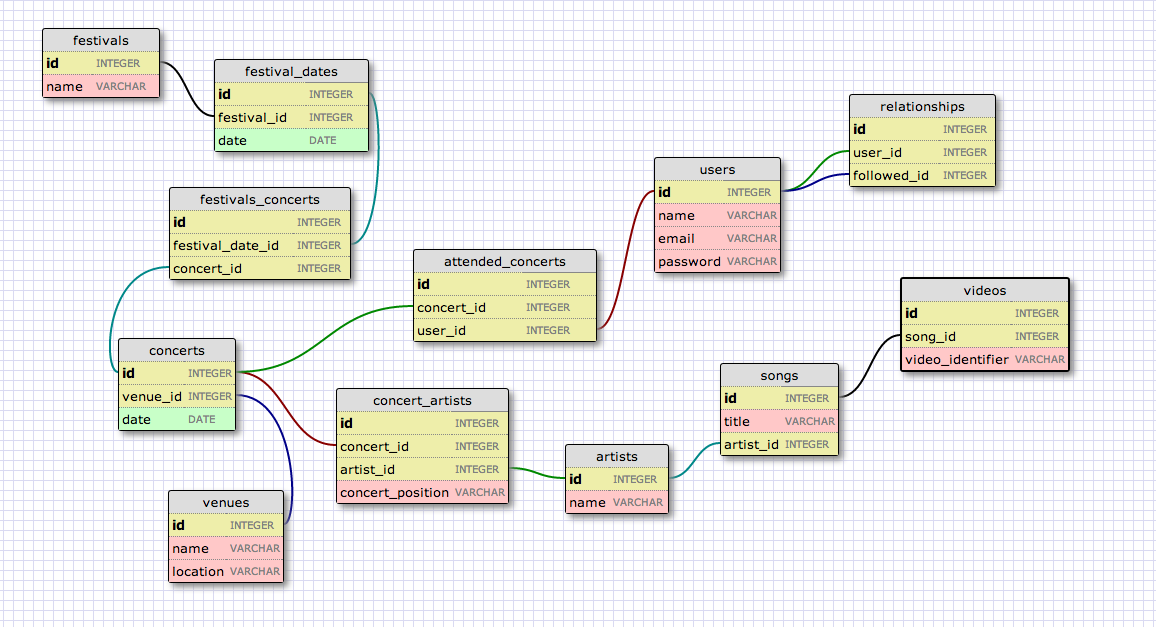 festivals
id INTEGER
name VARCHAR
festival_dates
id INTEGER
festival_id INTEGER
date DATE
relationships
id INTEGER
user_id INTEGER
followed_id INTEGER
users
id INTEGER
name VARCHAR
email VARCHAR
password VARCHAR
festivals_concerts
id INTEGER
festival_date_id INTEGER
concert_id INTEGER
attended_concerts
id INTEGER
concert_id INTEGER
user_id INTEGER
videos
id INTEGER
song_id INTEGER
video_identifier VARCHAR
concerts
id INTEGER
venue_id INTEGER
date DATE
songs
id INTEGER
title VARCHAR
artist_id INTEGER
concert_artists
id INTEGER
concert_id INTEGER
artist_id INTEGER
concert_position VARCHAR
artists
id INTEGER
name VARCHAR
venues
id INTEGER
name VARCHAR
location VARCHAR